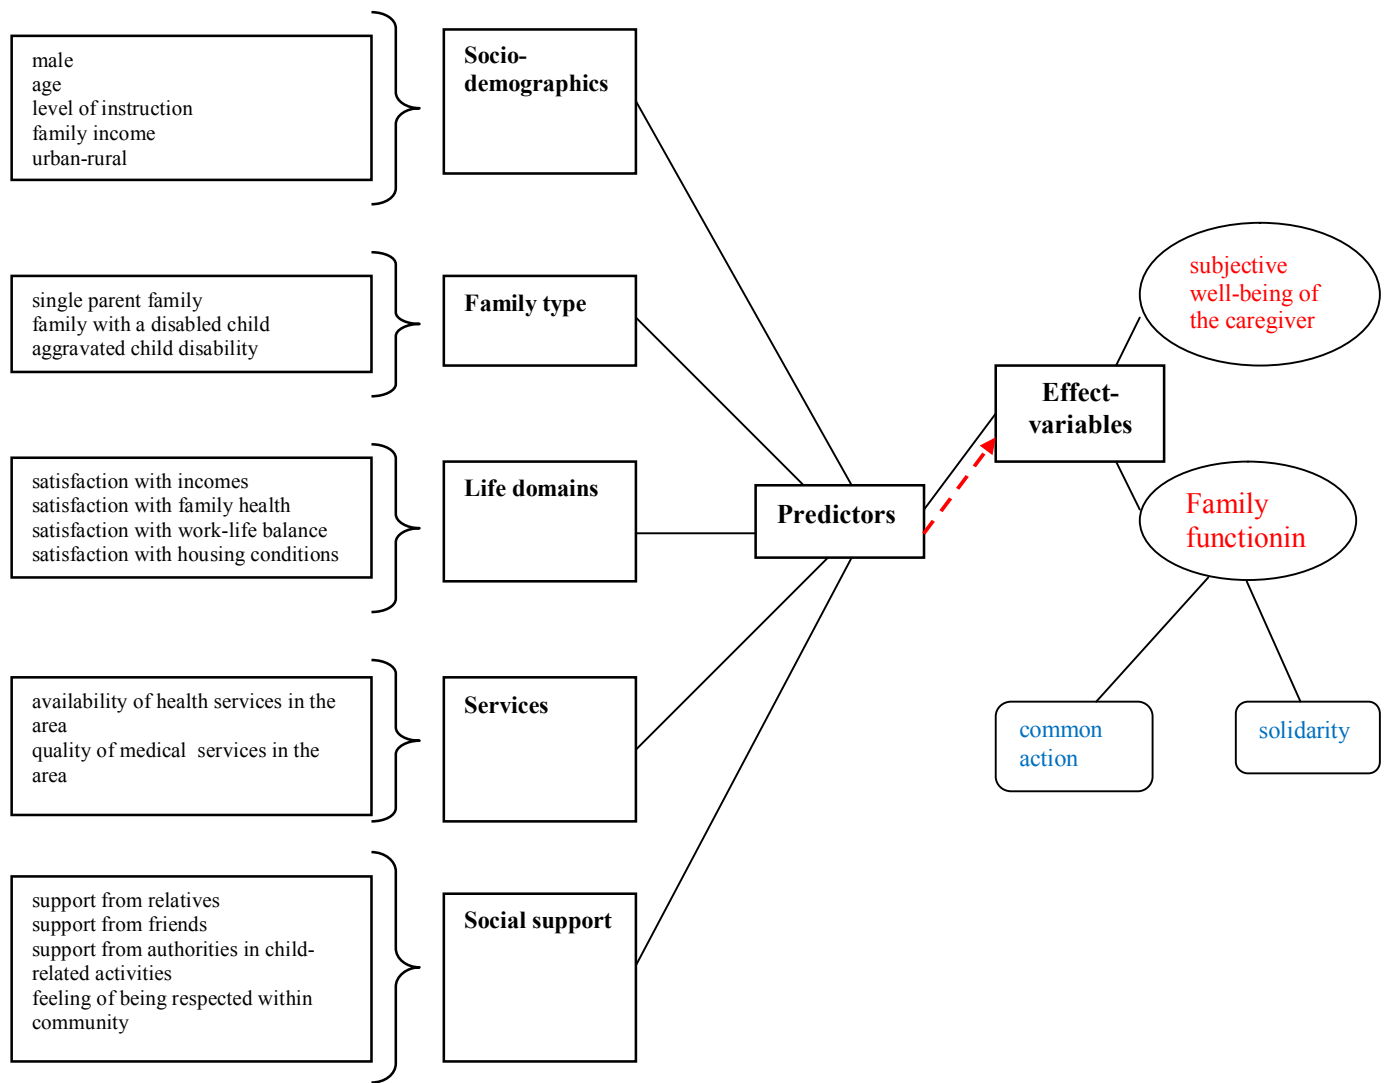 male
age
level of instruction
family income
urban-rural
Socio-
demographics
single parent family
family with a disabled child
aggravated child disability
Family type
satisfaction with incomes
satisfaction with family health
satisfaction with work-life balance
satisfaction with housing conditions
Life domains
availability of health services in the
area
quality of medical services in the
area
Services
support from relatives
support from friends
support from authorities in child-
related activities
feeling of being respected within
community
Social support
Predictors
Effect-
variables
subjective
well-being of
the caregiver
Family
functionin
common
action
solidarity